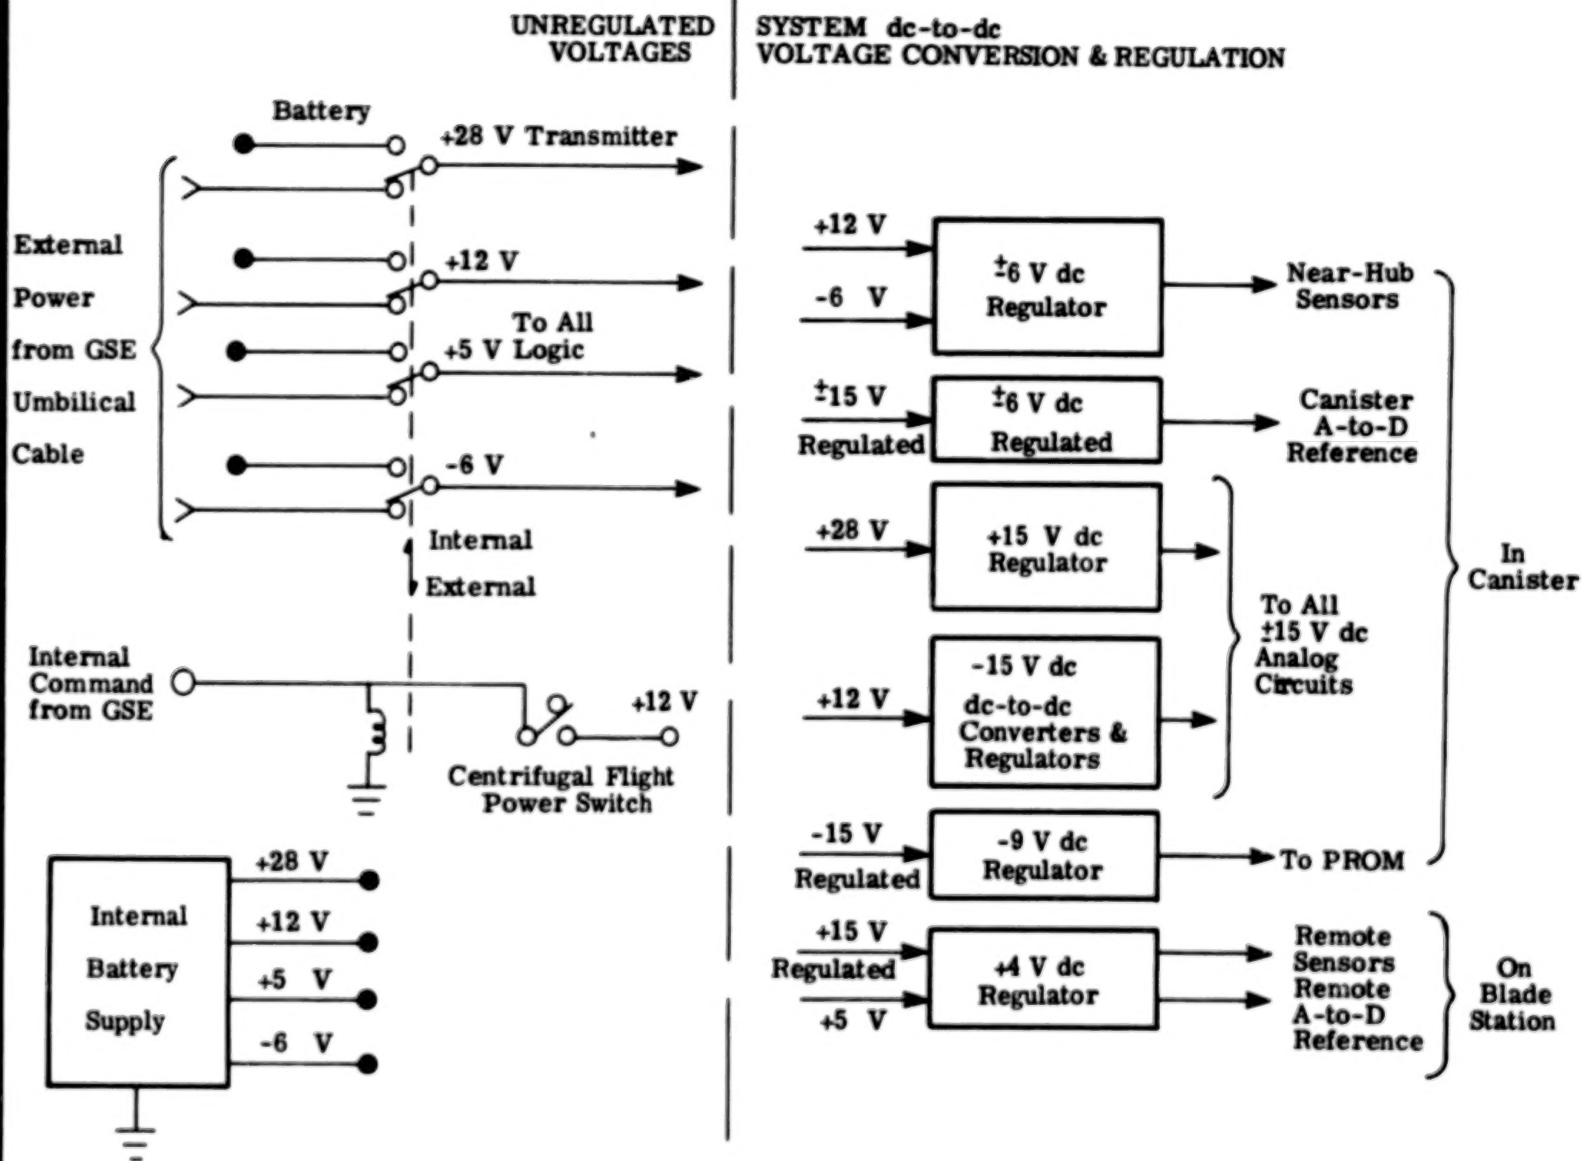 UNREGULATED
VOLTAGES
SYSTEM dc-to-dc
VOLTAGE CONVERSION & REGULATION
Battery
+28 V Transmitter
External
Power
from GSE
Umbilical
Cable
+12 V
To All
+5 V Logic
-6 V
Internal
External
Internal
Command
from GSE
+12 V
Centrifugal Flight
Power Switch
Internal
Battery
Supply
+28 V
+12 V
+5 V
-6 V
+12 V
-6 V
±6 V dc
Regulator
Near-Hub
Sensors
±15 V
Regulated
±6 V dc
Regulated
Canister
A-to-D
Reference
+28 V
+15 V dc
Regulator
+12 V
-15 V dc
dc-to-dc
Converters &
Regulators
To All
±15 V dc
Analog
Circuits
-15 V
Regulated
-9 V dc
Regulator
To PROM
In
Canister
+15 V
Regulated
+5 V
+4 V dc
Regulator
Remote
Sensors
Remote
A-to-D
Reference
On
Blade
Station